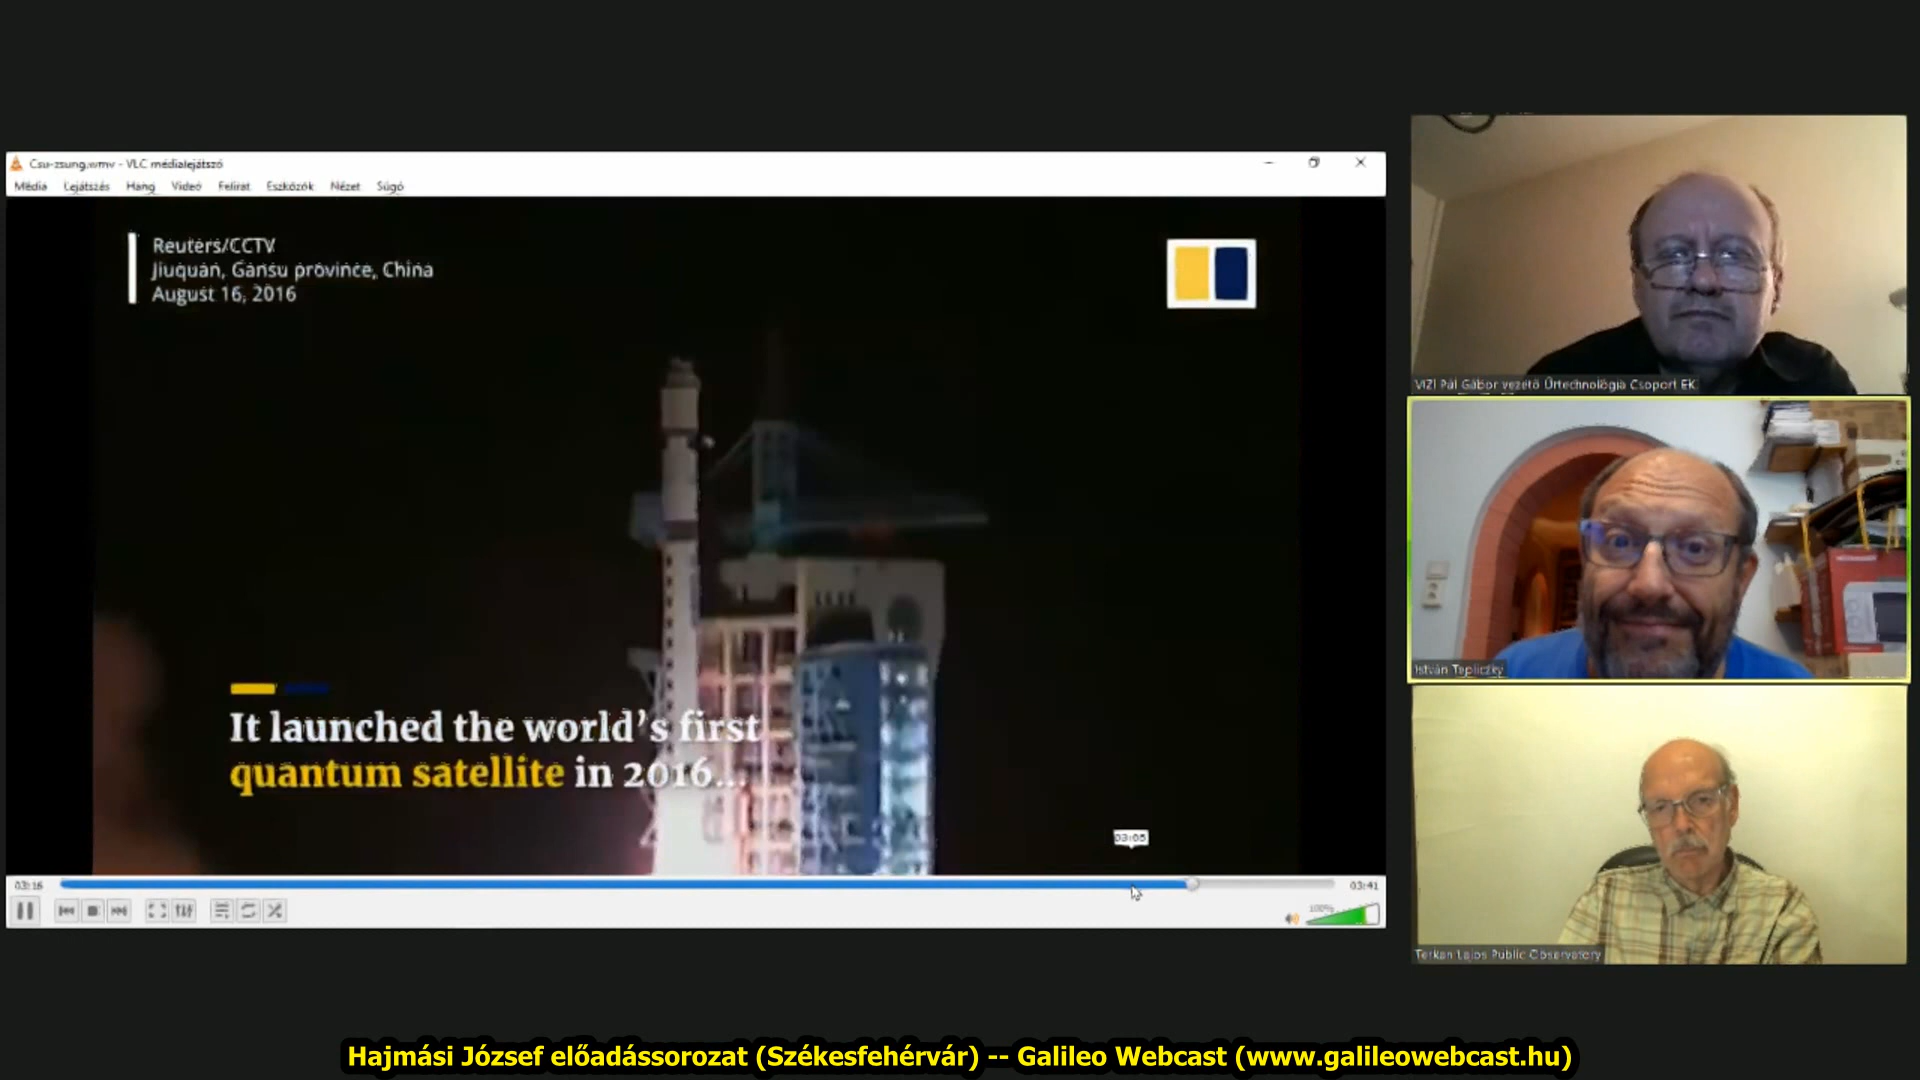 Csu-zsung.wmv - VLC médialejátszó
Média Lejátszás Hang Videó Felirat Eszközök Nézet Súgó
Reuters/CCTV
Jiuquan, Gansu province, China
August 16, 2016
It launched the world's first
quantum satellite in 2016...
03:05
03:16
03:41
100%
VIZI Pál Gábor vezető Űrtechnológia Csoport EK
István Tepliczky
Terkan Lajos Public Observatory
Hajmási József előadássorozat (Székesfehérvár) -- Galileo Webcast (www.galileowebcast.hu)